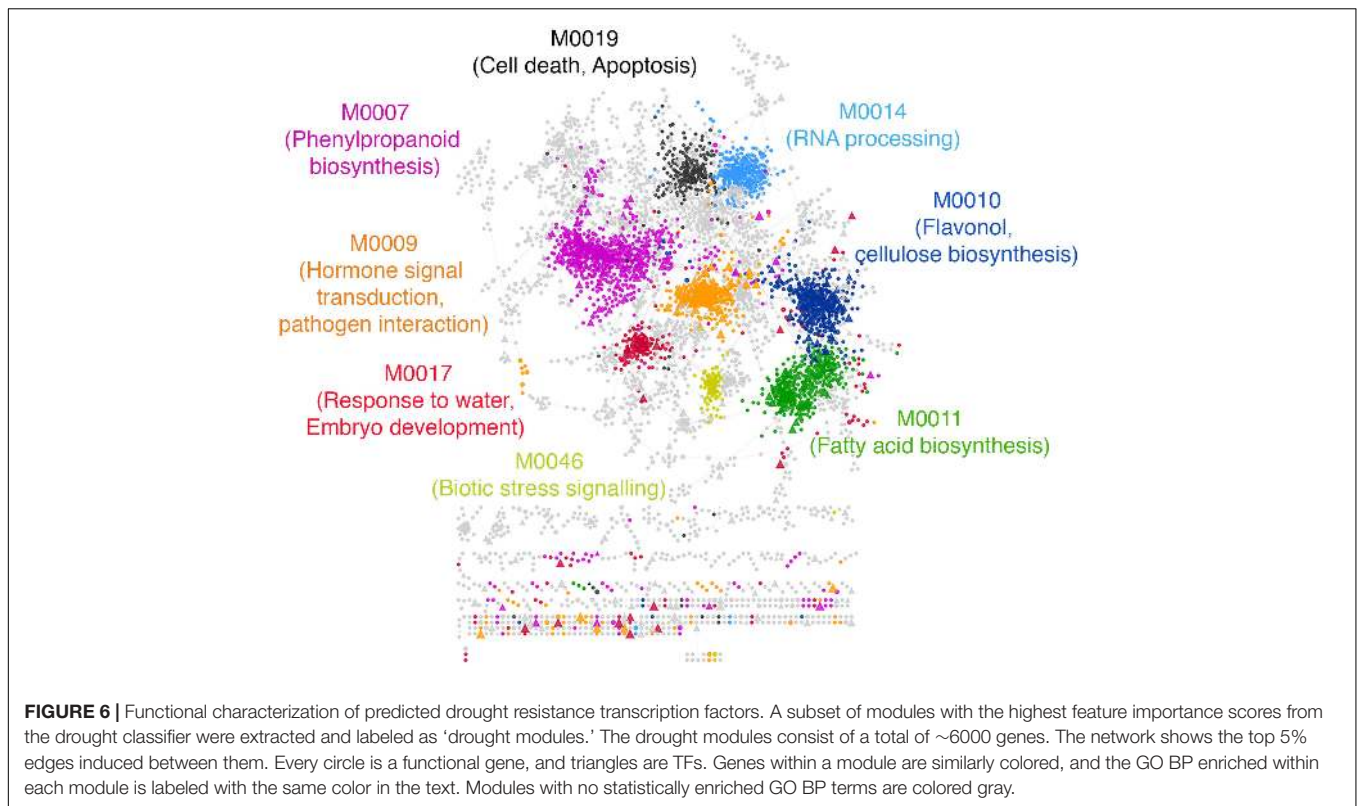 M0019
(Cell death, Apoptosis)
M0007
(Phenylpropanoid
biosynthesis)
M0014
(RNA processing)
M0010
(Flavonol,
cellulose biosynthesis)
M0009
(Hormone signal
transduction,
pathogen interaction)
M0017
(Response to water,
Embryo development)
M0011
(Fatty acid biosynthesis)
M0046
(Biotic stress signalling)
FIGURE 6 | Functional characterization of predicted drought resistance transcription factors. A subset of modules with the highest feature importance scores from
the drought classifier were extracted and labeled as ‘drought modules.’ The drought modules consist of a total of ∼6000 genes. The network shows the top 5%
edges induced between them. Every circle is a functional gene, and triangles are TFs. Genes within a module are similarly colored, and the GO BP enriched within
each module is labeled with the same color in the text. Modules with no statistically enriched GO BP terms are colored gray.